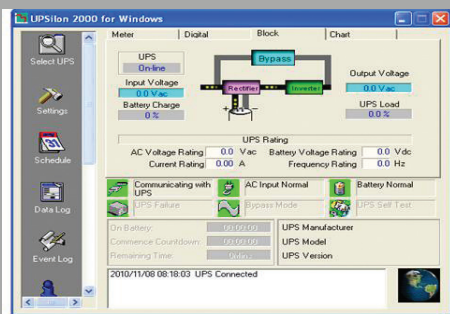 UPSilon 2000 for Windows
Meter Digital Block Chart
Select UPS
Settings
Schedule
Data Log
Event Log
UPS
On-line
Input Voltage
0.0 Vac
Battery Charge
0 %
Bypass
Rectifier
Inverter
Output Voltage
0.0 Vac
UPS Load
0.0 %
UPS Rating
AC Voltage Rating 0.0 Vac Battery Voltage Rating 0.0 Vdc
Current Rating 0.00 A Frequency Rating 0.0 Hz
Communicating with UPS
AC Input Normal
Battery Normal
UPS Failure
Bypass Mode
UPS Self Test
On Battery: 00:00:00
Commence Countdown: 00:00:00
Remaining Time: Online
UPS Manufacturer
UPS Model
UPS Version
2010/11/08 08:18:03 UPS Connected